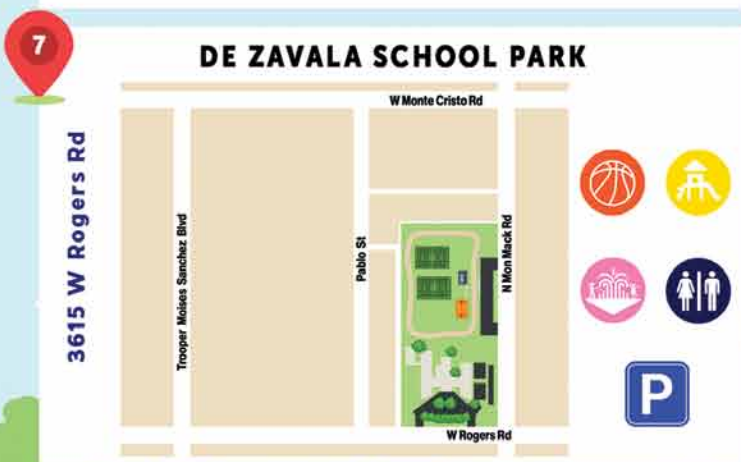 7
DE ZAVALA SCHOOL PARK
W Monte Cristo Rd
3615 W Rogers Rd
Trooper Moises Sanchez Blvd
Pablo St
N Mon Mack Rd
P
W Rogers Rd